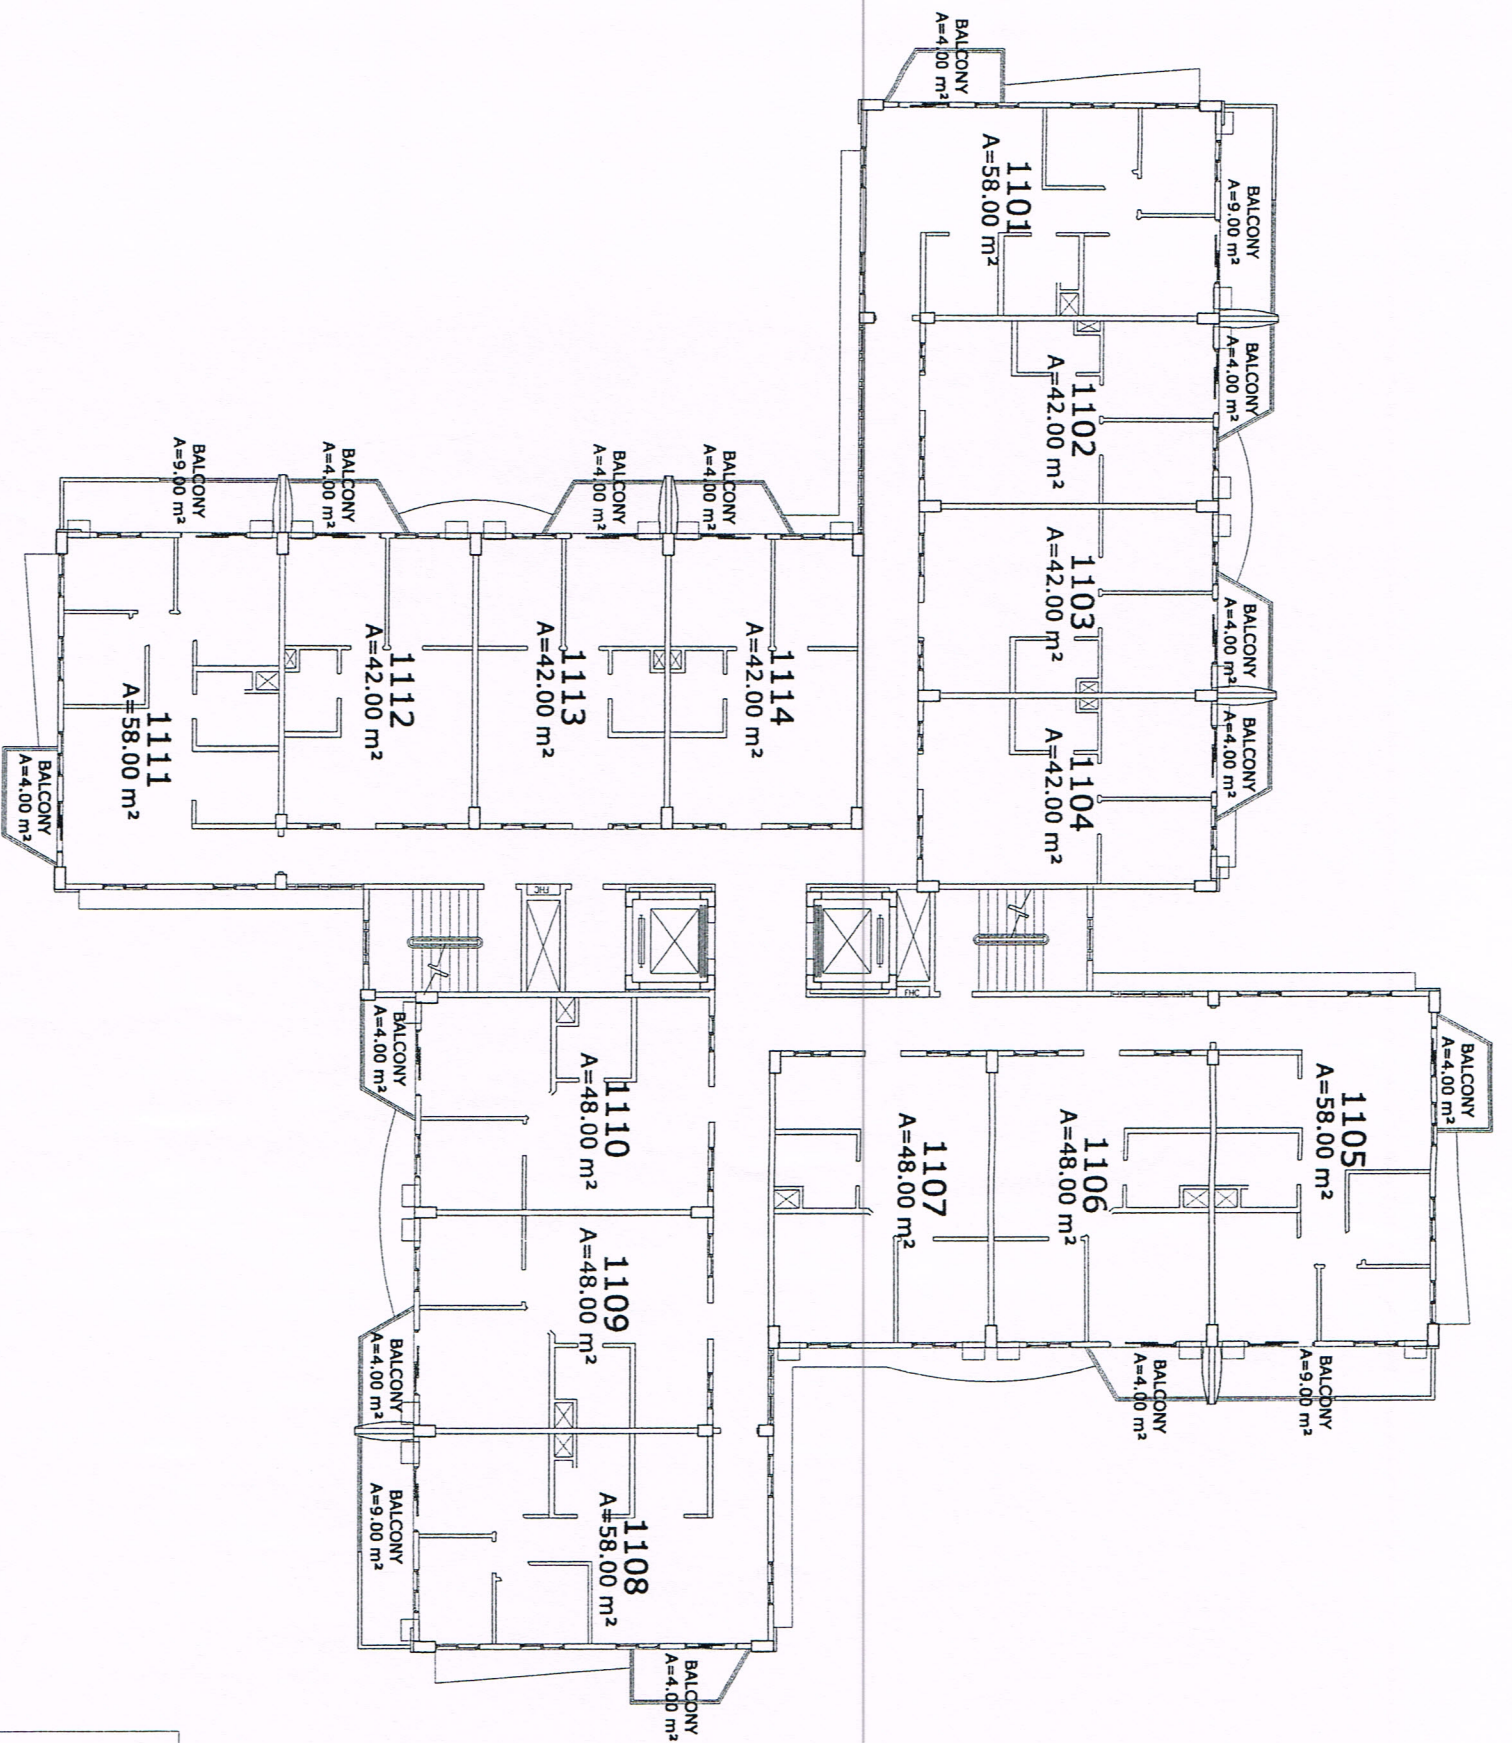 BALCONY
A=4.00 m²
1101
A=58.00 m²
BALCONY
A=9.00 m²
BALCONY
A=4.00 m²
1102
A=42.00 m²
1103
A=42.00 m²
BALCONY
A=4.00 m²
BALCONY
A=4.00 m²
1104
A=42.00 m²
BALCONY
A=9.00 m²
BALCONY
A=4.00 m²
BALCONY
A=4.00 m²
BALCONY
A=4.00 m²
1111
A=58.00 m²
1112
A=42.00 m²
1113
A=42.00 m²
1114
A=42.00 m²
BALCONY
A=4.00 m²
FHC
FHC
BALCONY
A=4.00 m²
1105
A=58.00 m²
1106
A=48.00 m²
1107
A=48.00 m²
BALCONY
A=4.00 m²
BALCONY
A=9.00 m²
BALCONY
A=4.00 m²
1110
A=48.00 m²
1109
A=48.00 m²
BALCONY
A=4.00 m²
BALCONY
A=9.00 m²
1108
A=58.00 m²
BALCONY
A=4.00 m²